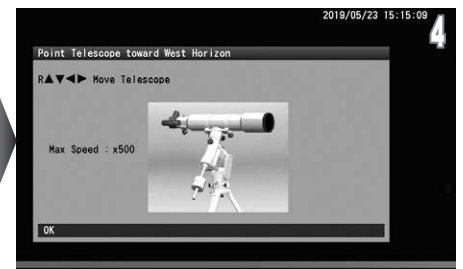 2019/05/23 15:15:09
4
Point Telescope toward West Horizon
R▲▼◀▶ Move Telescope
Max Speed : x500
OK